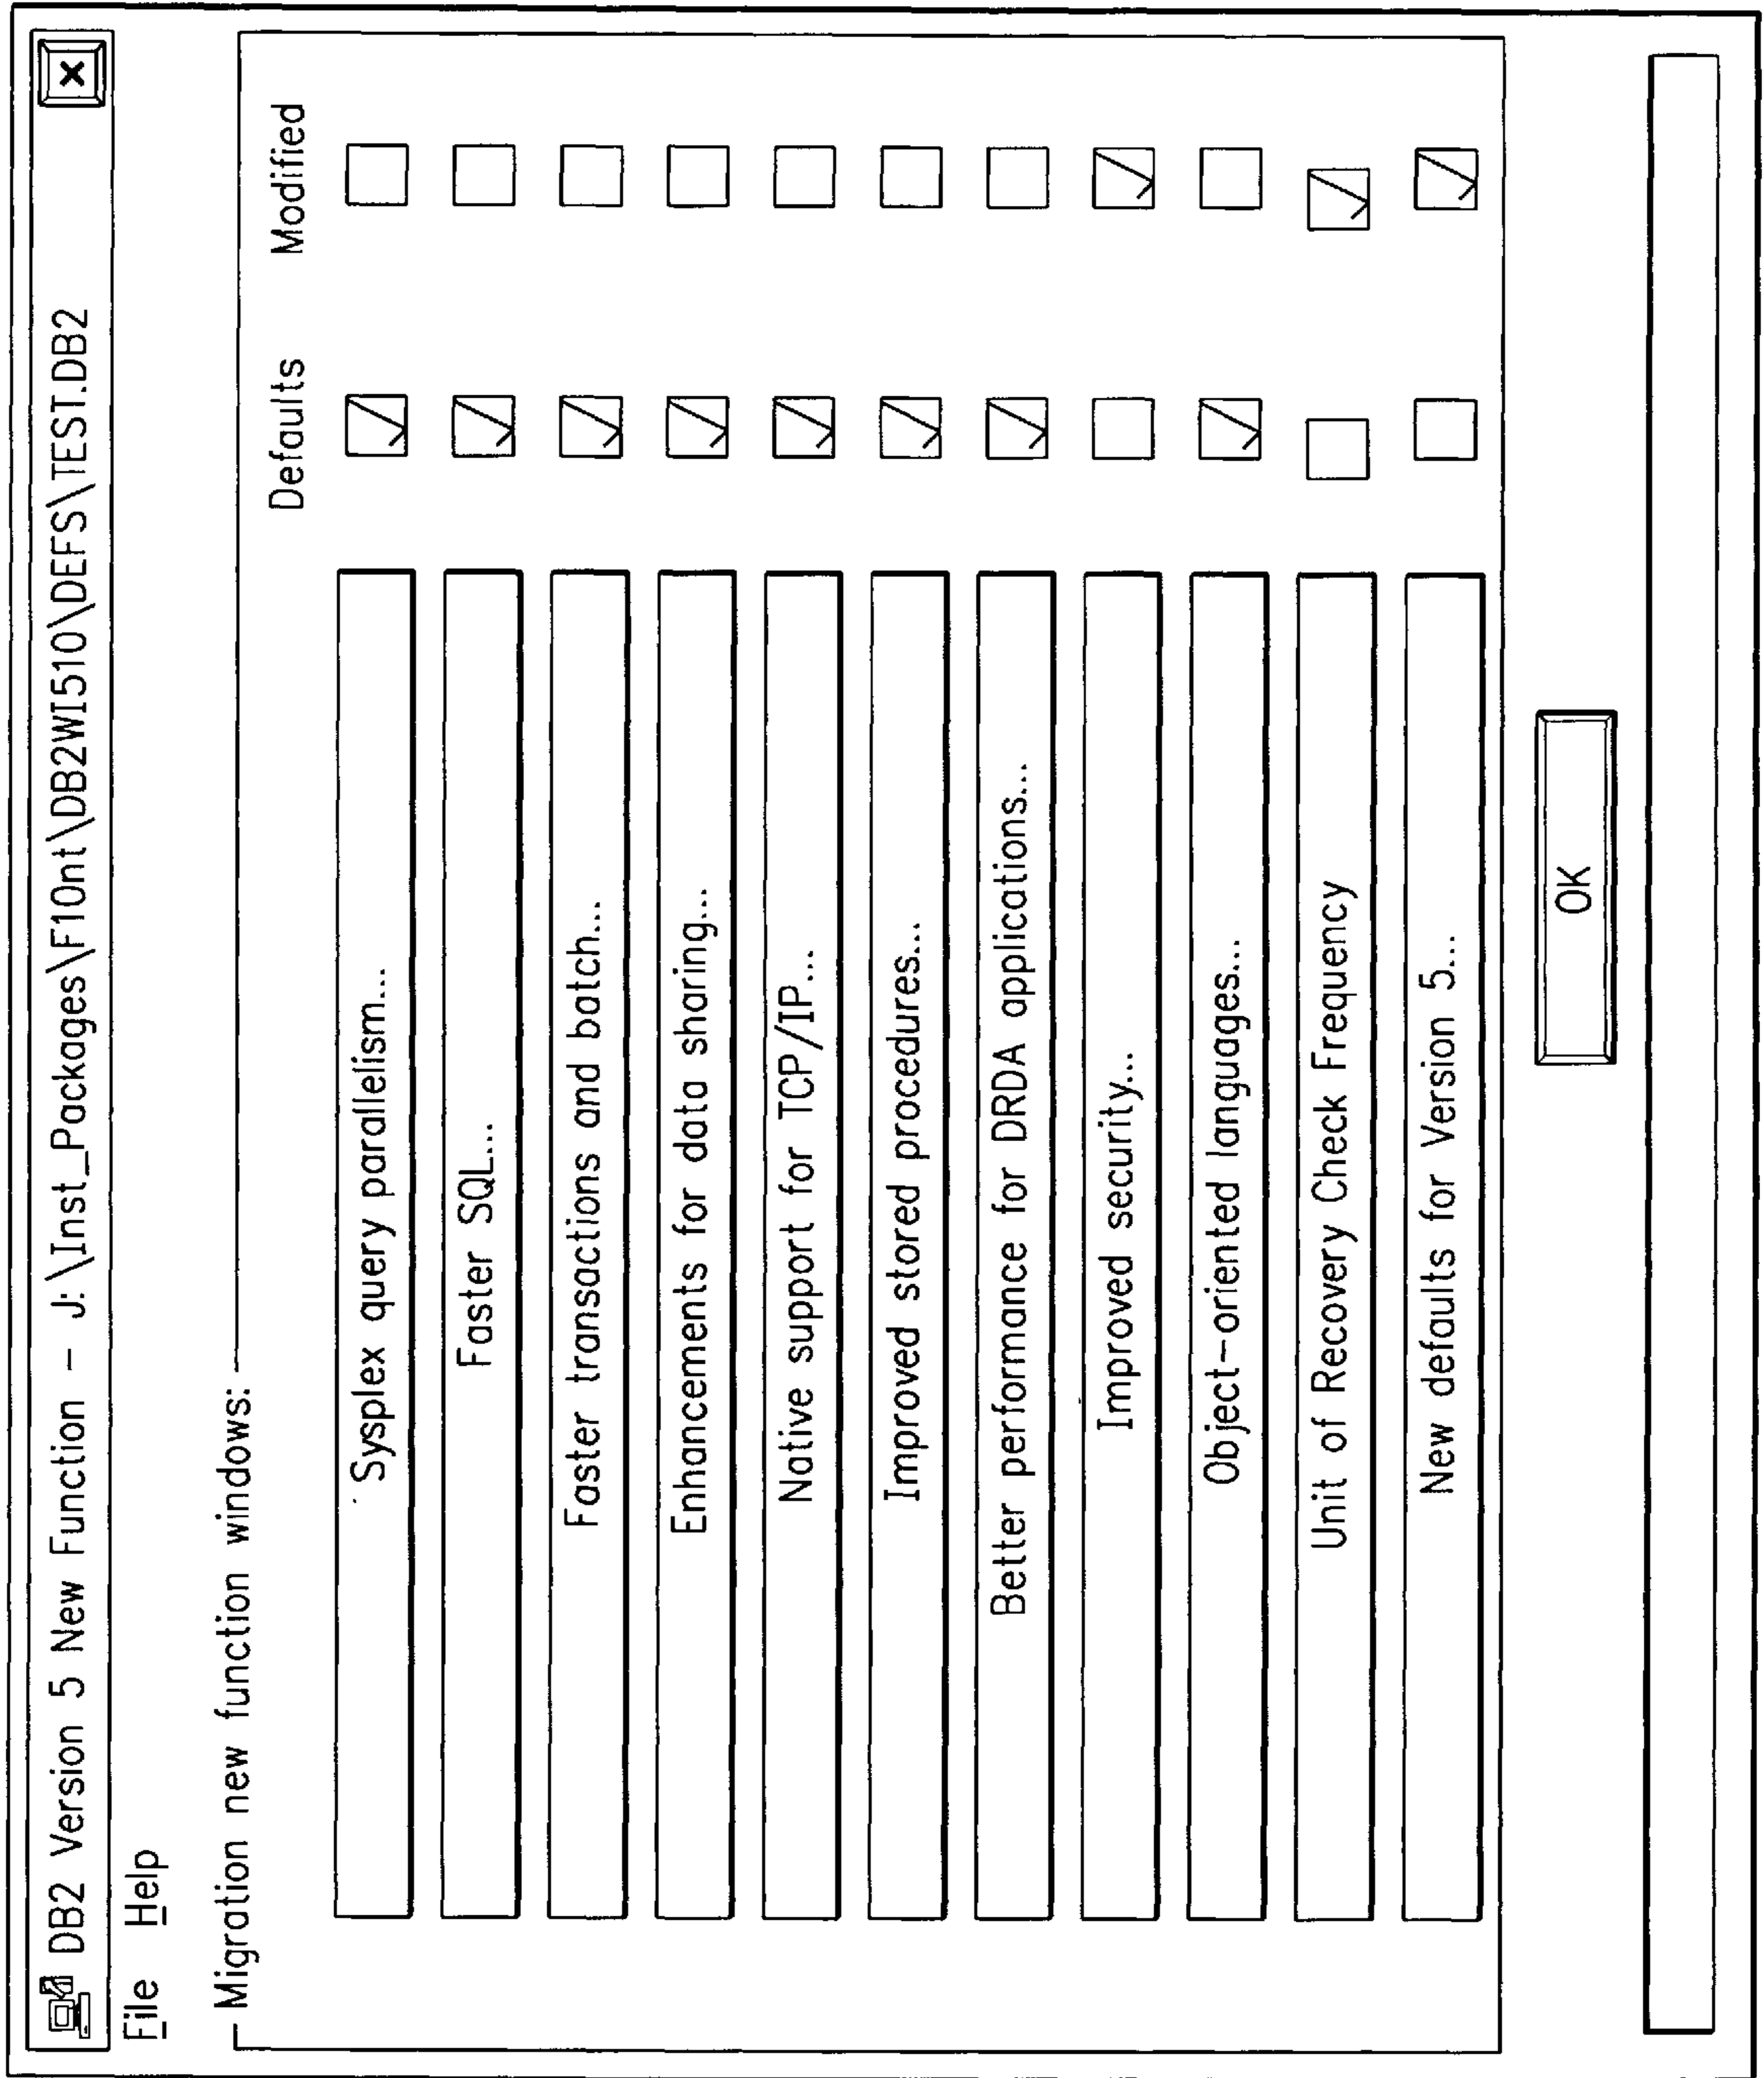 DB2 Version 5 New Function - J:\Inst_Packages\F10nt\DB2WI510\DEFS\TEST.DB2
File Help
Migration new function windows:
Defaults Modified
Sysplex query parallelism...
Faster SQL...
Faster transactions and batch...
Enhancements for data sharing...
Native support for TCP/IP...
Improved stored procedures...
Better performance for DRDA applications...
Improved security...
Object-oriented languages...
Unit of Recovery Check Frequency
New defaults for Version 5...
OK